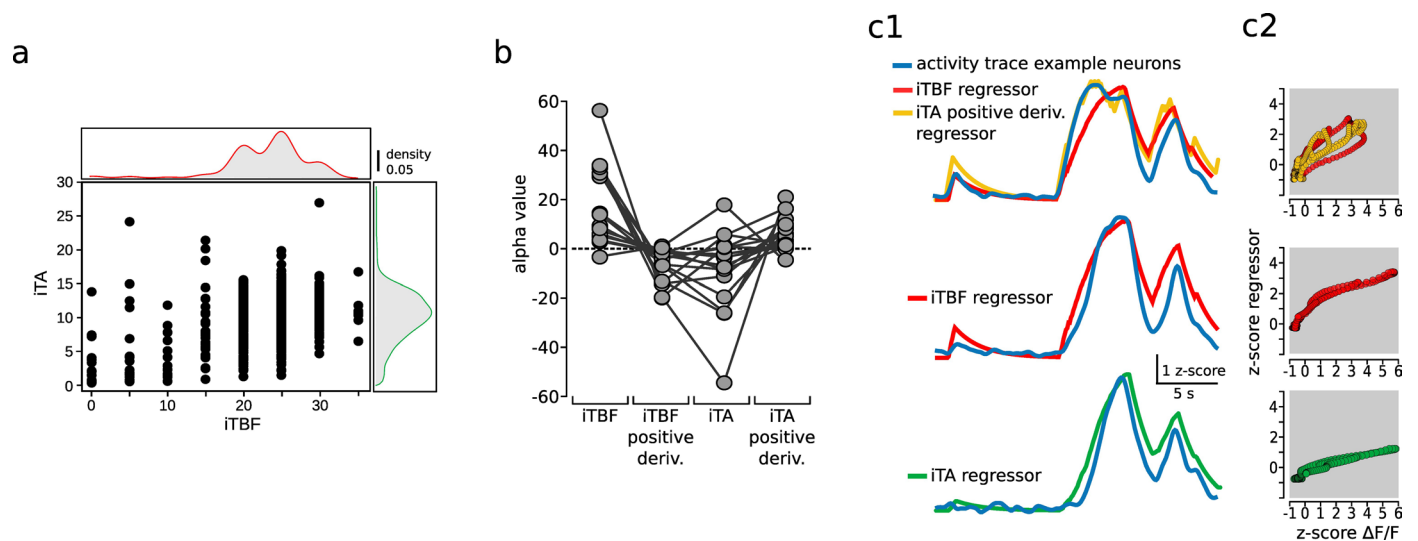 a
density
0.05
30
25
20
15
10
5
0
iTA
0
10
20
30
iTBF
b
60
40
20
0
-20
-40
-60
alpha value
iTBF
iTBF
positive
deriv.
iTA
iTA
positive
deriv.
c1
activity trace example neurons
iTBF regressor
iTA positive deriv.
regressor
iTBF regressor
1 z-score
5 s
iTA regressor
c2
4
2
0
-1 0 1 2 3 4 5 6
4
2
0
-1 0 1 2 3 4 5 6
4
2
0
-1 0 1 2 3 4 5 6
z-score regressor
z-score ΔF/F